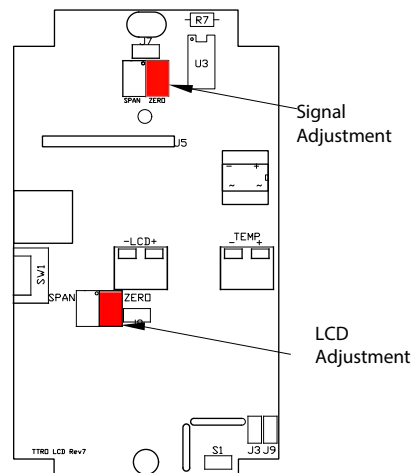 R7
J7
U3
SPAN ZERO
Signal
Adjustment
J5
- +
~ ~
-LCD+
TEMP
- +
SW1
SPAN ZERO
LCD
Adjustment
TTRO LCD Rev7
S1
J3 J9